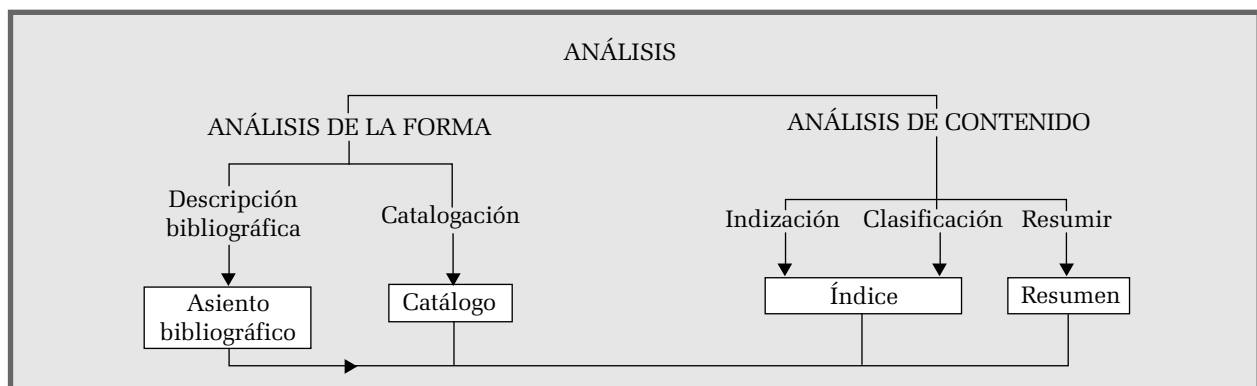 ANÁLISIS
ANÁLISIS DE LA FORMA
ANÁLISIS DE CONTENIDO
Descripción
bibliográfica
Catalogación
Indización
Clasificación
Resumir
Asiento
bibliográfico
Catálogo
Índice
Resumen